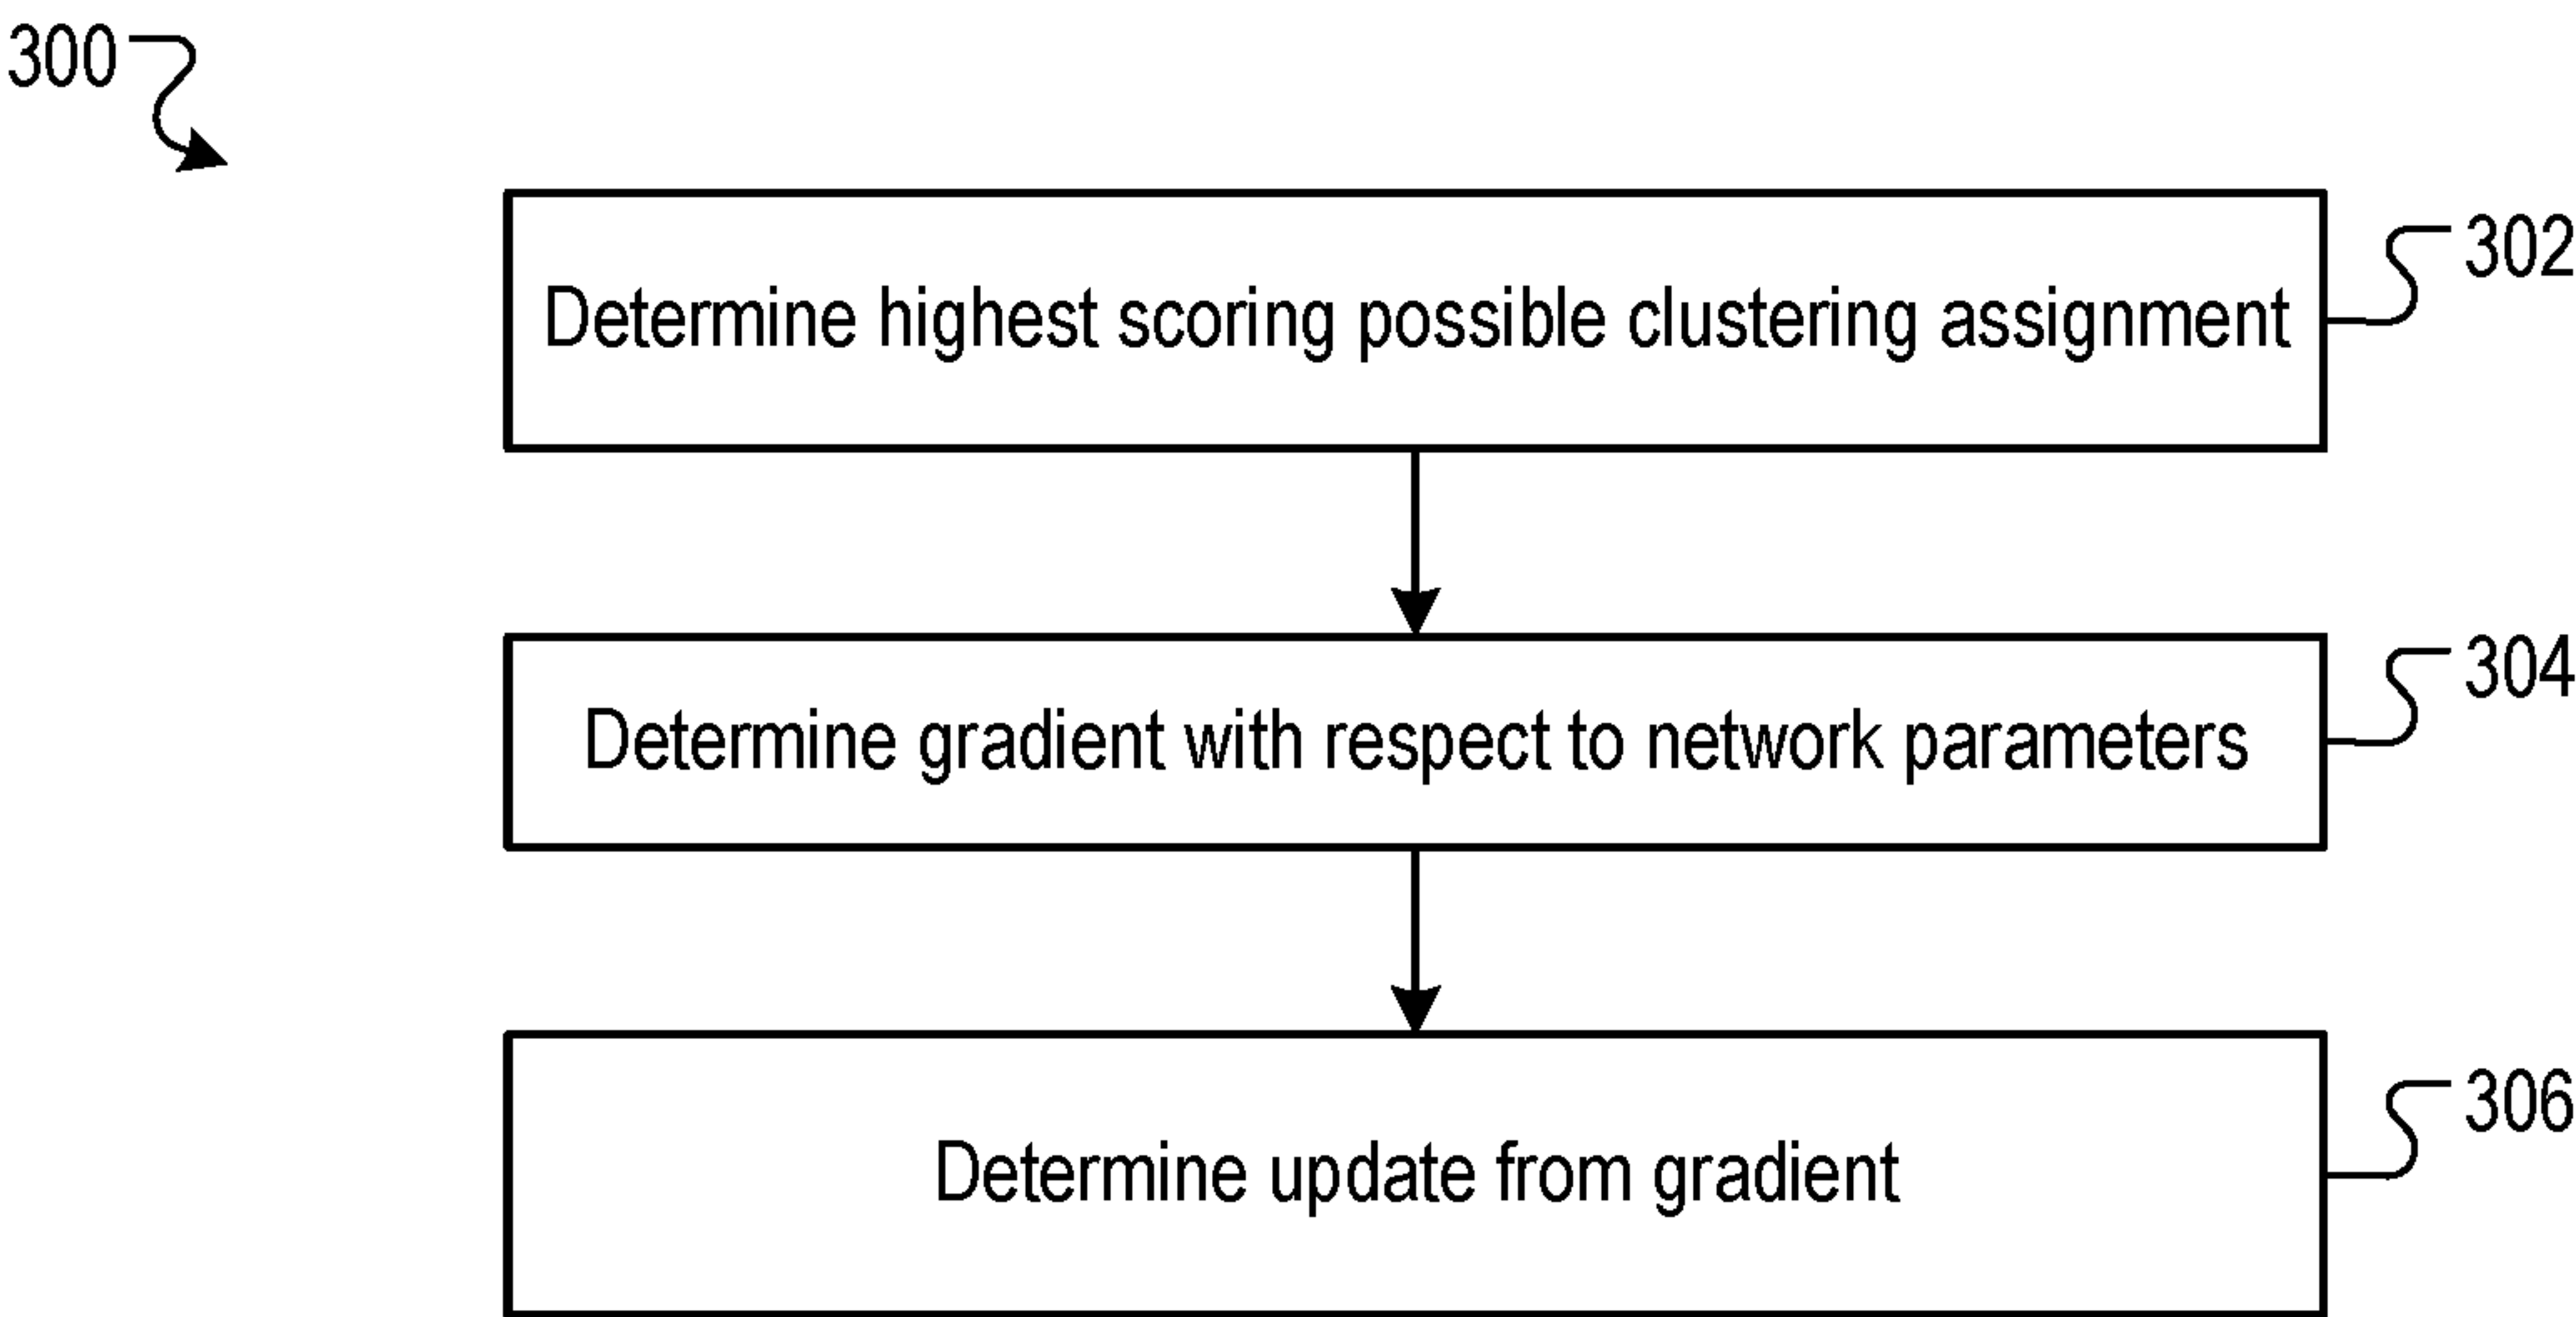 300
302
Determine highest scoring possible clustering assignment
304
Determine gradient with respect to network parameters
306
Determine update from gradient